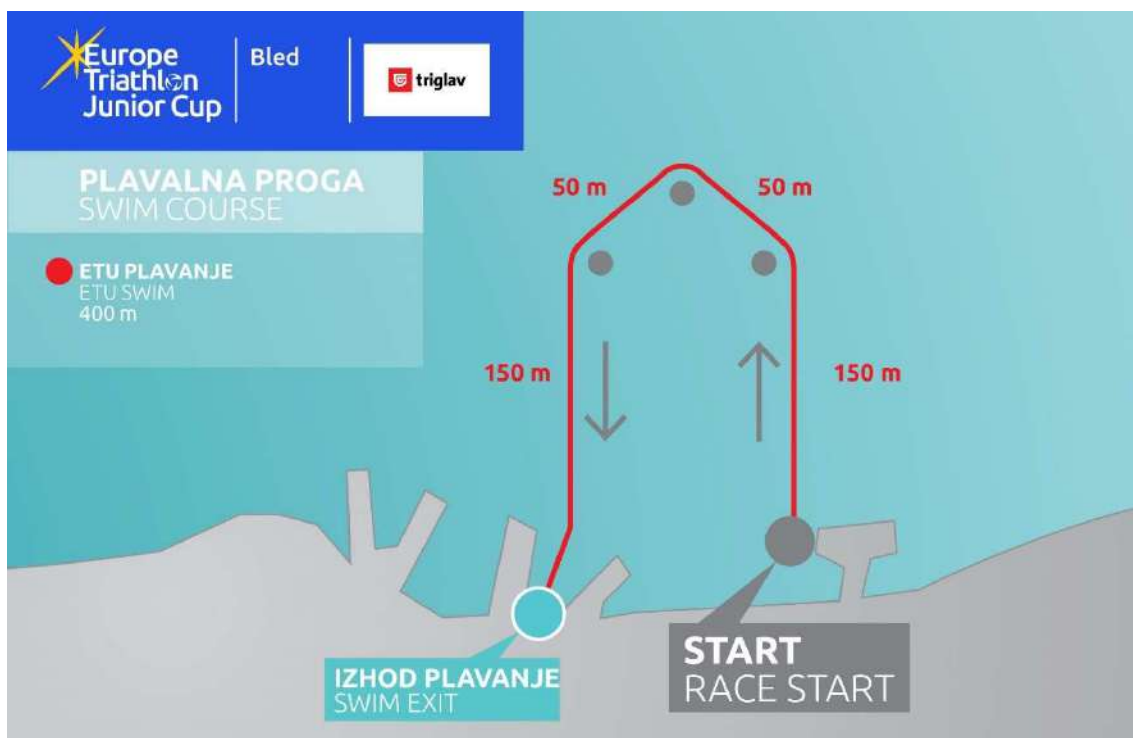 Europe
Triathlon
Junior Cup
Bled
triglav
PLAVALNA PROGA
SWIM COURSE
ETU PLAVANJE
ETU SWIM
400 m
50 m
50 m
150 m
150 m
IZHOD PLAVANJE
SWIM EXIT
START
RACE START